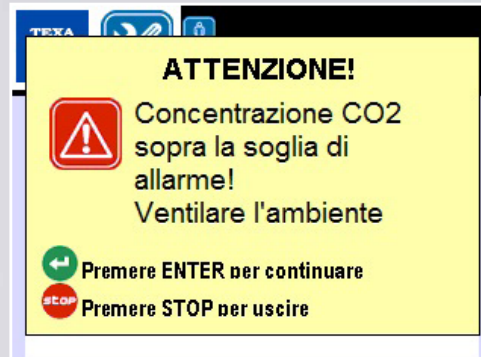 TEXA
ATTENZIONE!
Concentrazione CO2
sopra la soglia di
allarme!
Ventilare l'ambiente
Premere ENTER per continuare
STOP
Premere STOP per uscire